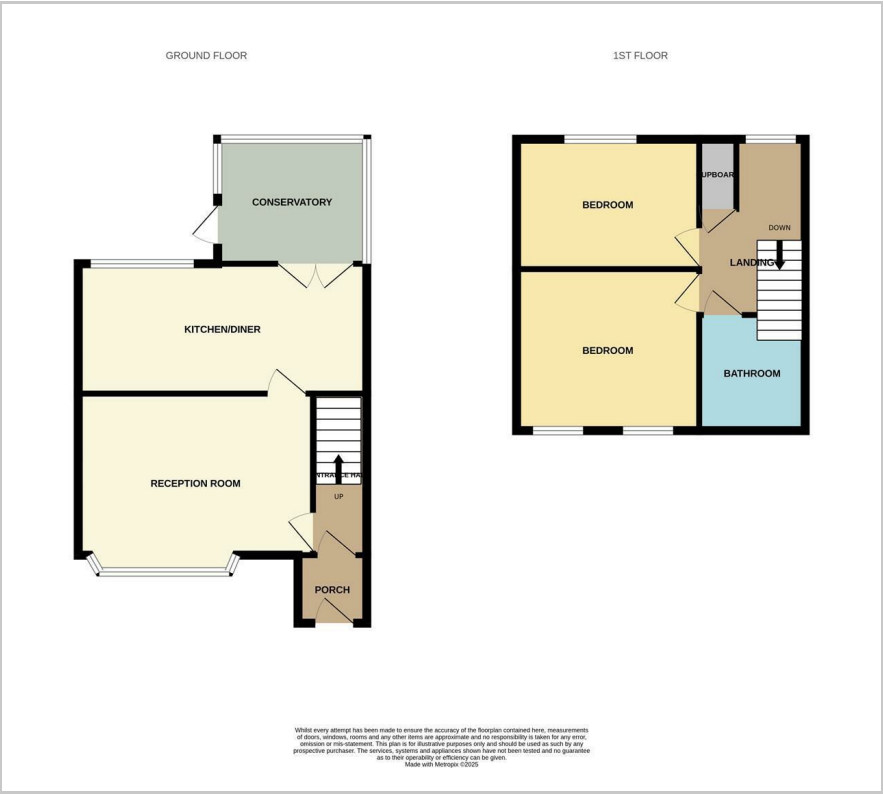 GROUND FLOOR
1ST FLOOR
CONSERVATORY
KITCHEN/DINER
RECEPTION ROOM
NTRANCE HA
UP
PORCH
BEDROOM
UPBOAR
DOWN
LANDING
BEDROOM
BATHROOM
Whilst every attempt has been made to ensure the accuracy of the floorplan contained here, measurements
of doors, windows, rooms and any other items are approximate and no responsibility is taken for any error,
omission or mis-statement. This plan is for illustrative purposes only and should be used as such by any
prospective purchaser. The services, systems and appliances shown have not been tested and no guarantee
as to their operability or efficiency can be given.
Made with Metropix ©2025